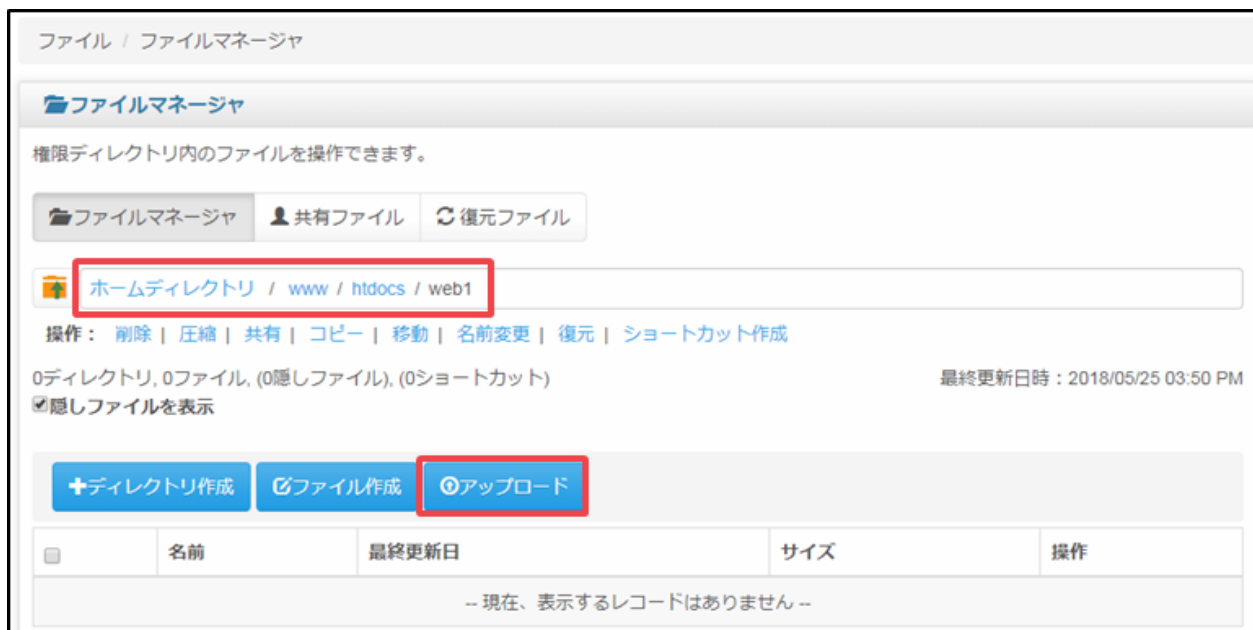 ファイル / ファイルマネージャ
ファイルマネージャ
権限ディレクトリ内のファイルを操作できます。
ファイルマネージャ 共有ファイル 復元ファイル
ホームディレクトリ / www / htdocs / web1
操作： 削除 | 圧縮 | 共有 | コピー | 移動 | 名前変更 | 復元 | ショートカット作成
0ディレクトリ, 0ファイル, (0隠しファイル), (0ショートカット) 最終更新日時：2018/05/25 03:50 PM
隠しファイルを表示
ディレクトリ作成 ファイル作成 アップロード
名前 最終更新日 サイズ 操作
-- 現在、表示するレコードはありません --